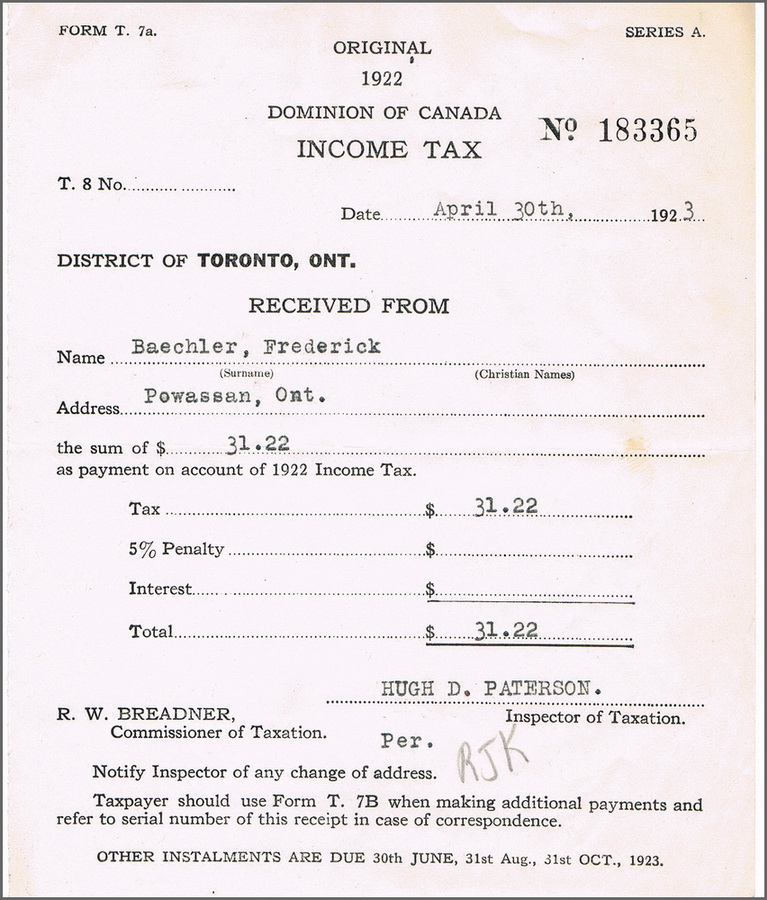 FORM T. 7a.
SERIES A.
ORIGINAL
1922
DOMINION OF CANADA
INCOME TAX
No 183365
T. 8 No. .......... ............
Date........April 30th,..............1923..
DISTRICT OF TORONTO, ONT.
RECEIVED FROM
Name ...Baechler, Frederick
(Surname) (Christian Names)
Address....Powassan, Ont.
the sum of $..........31.22
as payment on account of 1922 Income Tax.
Tax ........ $ 31.22
5% Penalty ........ $
Interest........ $
Total........ $ 31.22
HUGH D. PATERSON.
R. W. BREADNER,
Inspector of Taxation.
Commissioner of Taxation.
Per. RJK
Notify Inspector of any change of address.
Taxpayer should use Form T. 7B when making additional payments and
refer to serial number of this receipt in case of correspondence.
OTHER INSTALMENTS ARE DUE 30th JUNE, 31st Aug., 31st OCT., 1923.